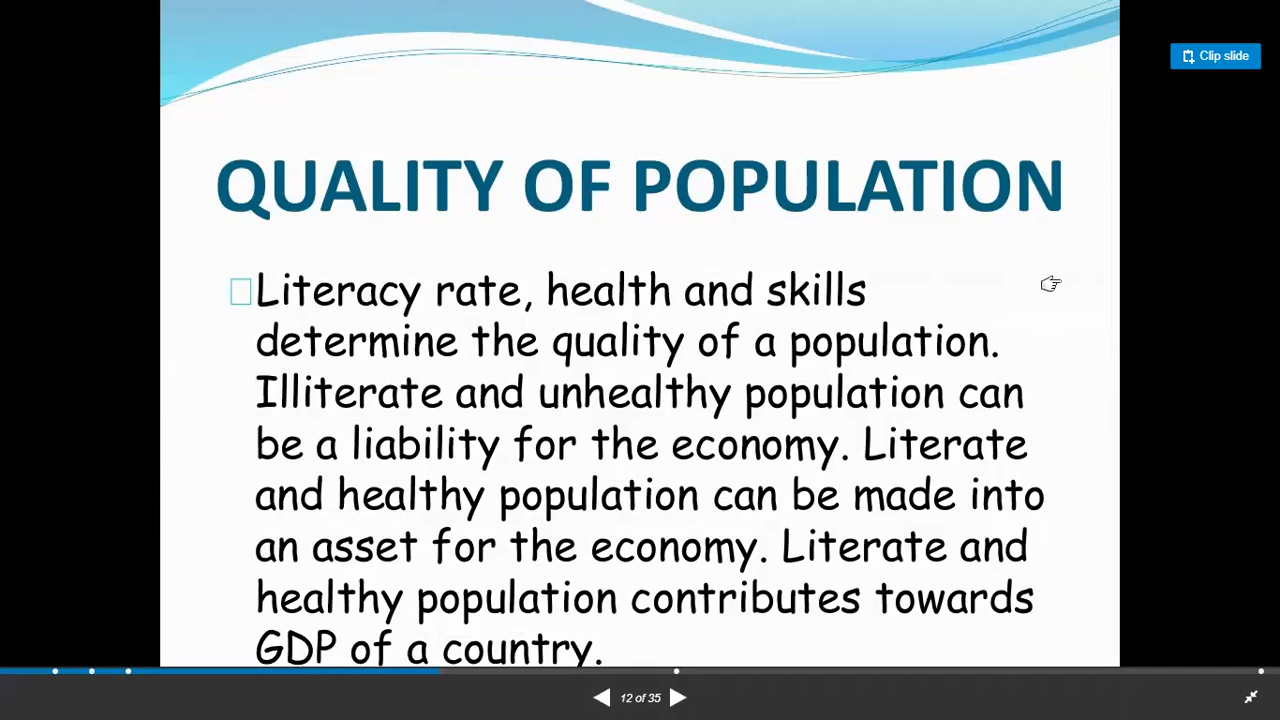 Clip slide
QUALITY OF POPULATION
Literacy rate, health and skills
determine the quality of a population.
Illiterate and unhealthy population can
be a liability for the economy. Literate
and healthy population can be made into
an asset for the economy. Literate and
healthy population contributes towards
GDP of a country.
12 of 35